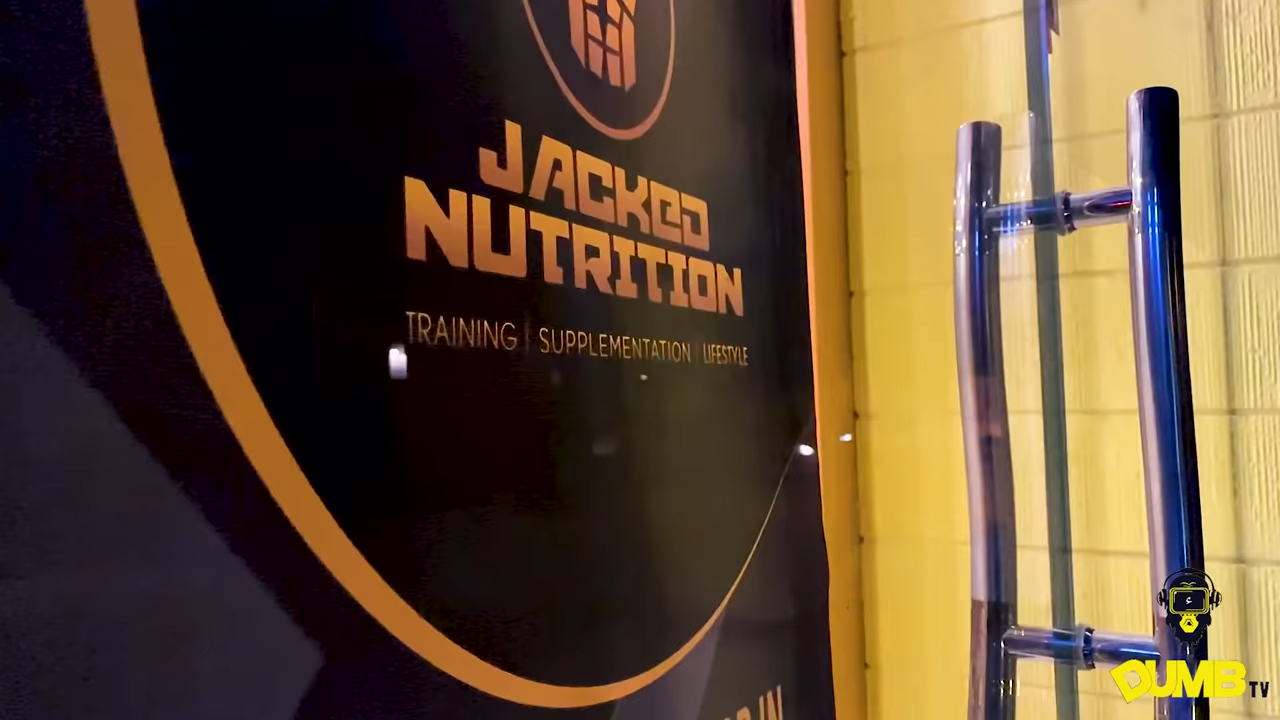 JACKED
NUTRITION
TRAINING | SUPPLEMENTATION | LIFESTYLE
DUMB
TV